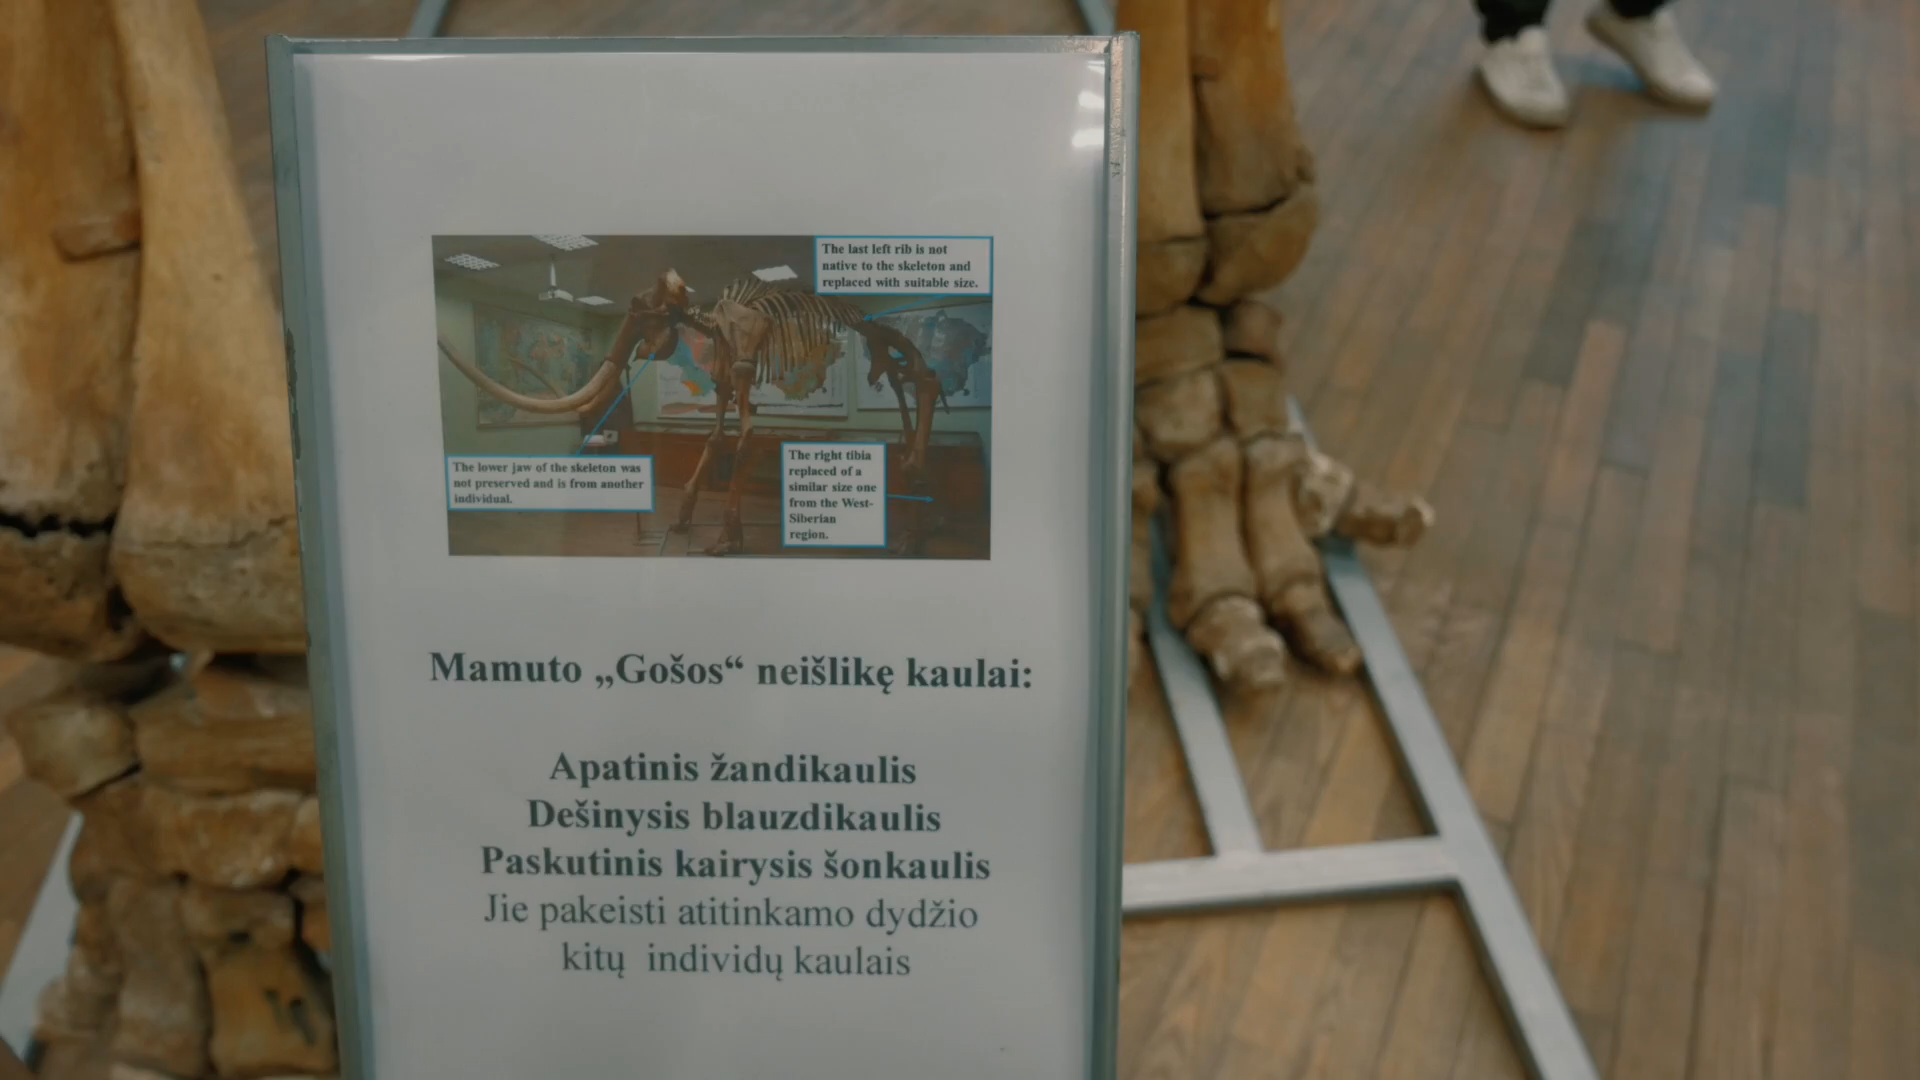 The last left rib is not
native to the skeleton and
replaced with suitable size.
The lower jaw of the skeleton was
not preserved and is from another
individual.
The right tibia
replaced of a
similar size one
from the West-
Siberian
region.
Mamuto „Gošos“ neišlikę kaulai:
Apatinis žandikaulis
Dešinysis blauzdikaulis
Paskutinis kairysis šonkaulis
Jie pakeisti atitinkamo dydžio
kitų individų kaulais